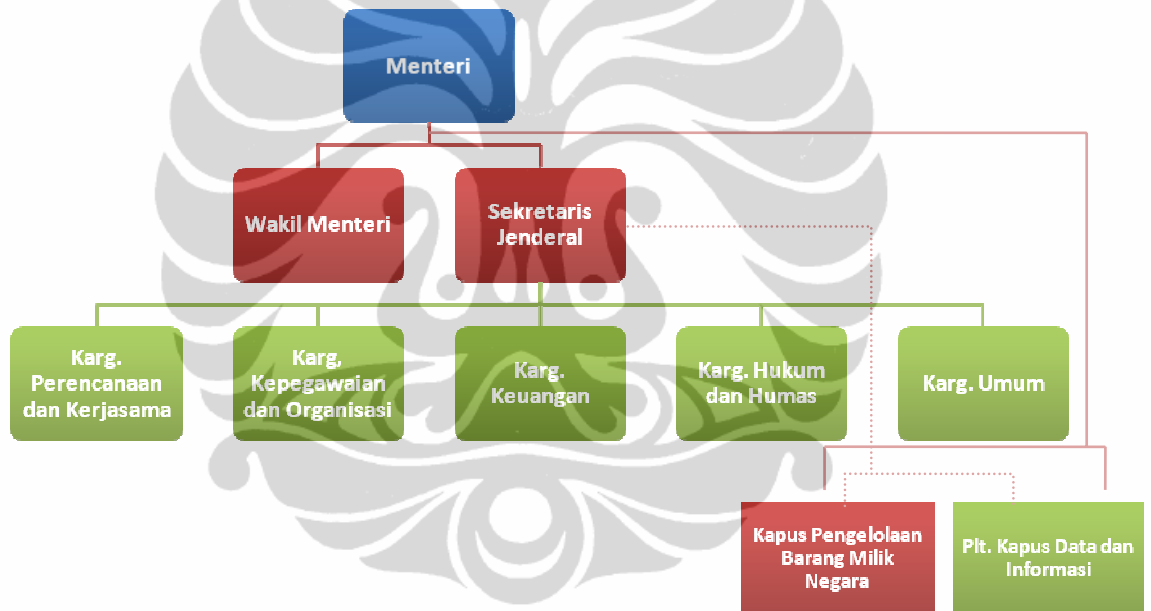 Menteri
Wakil Menteri
Sekretaris
Jenderal
Karg.
Perencanaan
dan Kerjasama
Karg,
Kepegawaian
dan Organisasi
Karg.
Keuangan
Karg. Hukum
dan Humas
Karg. Umum
Kapus Pengelolaan
Barang Milik
Negara
Plt. Kapus Data dan
Informasi